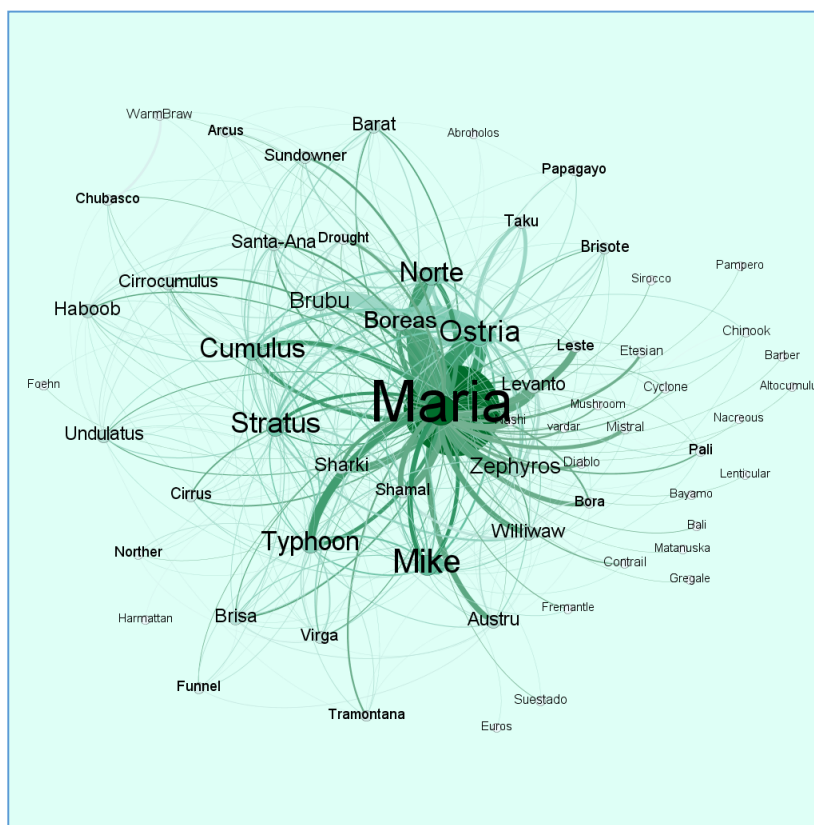 WarmBraw
Arcus
Barat
Abroholos
Sundowner
Papagayo
Chubasco
Taku
Santa-Ana
Drought
Brisote
Cirrocumulus
Norte
Sirocco
Pampero
Haboob
Brubu
Boreas
Ostria
Chinook
Cumulus
Leste
Etesian
Barber
Foehn
Maria
Levanto
Cyclone
Altocumulu
Mushroom
Nashi
Nacreous
Stratus
vardar
Mistral
Undulatus
Pali
Sharki
Zephyros
Diablo
Lenticular
Cirrus
Shamal
Bora
Bayamo
Typhoon
Williwaw
Bali
Norther
Mike
Contrail
Matanuska
Gregale
Harmattan
Brisa
Fremantle
Virga
Austru
Funnel
Suestado
Tramontana
Euros